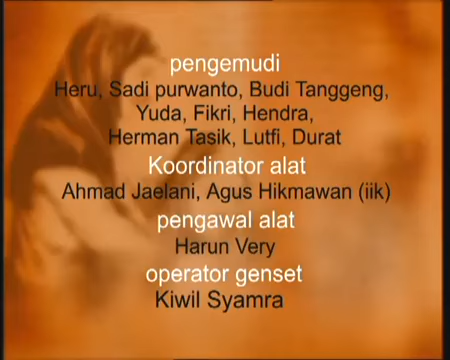 pengemudi
Heru, Sadi purwanto, Budi Tanggeng,
Yuda, Fikri, Hendra,
Herman Tasik, Lutfi, Durat
Koordinator alat
Ahmad Jaelani, Agus Hikmawan (iik)
pengawal alat
Harun Very
operator genset
Kiwil Syamra